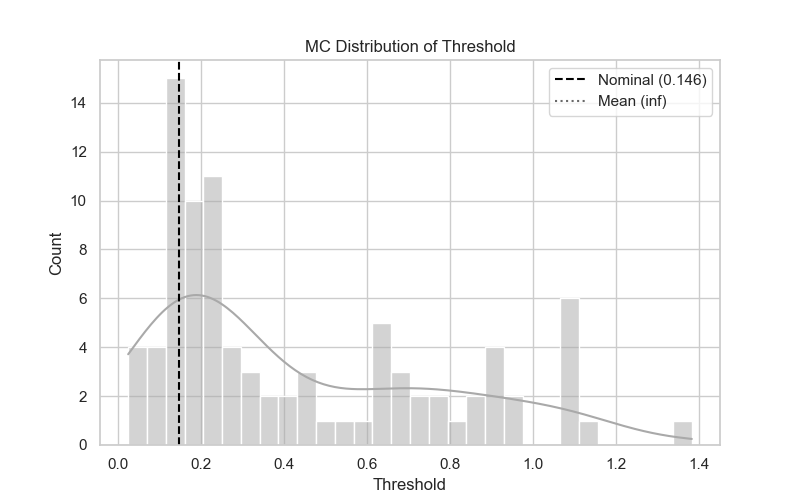 MC Distribution of Threshold
Nominal (0.146)
Mean (inf)
Count
14
12
10
8
6
4
2
0
0.0 0.2 0.4 0.6 0.8 1.0 1.2 1.4
Threshold